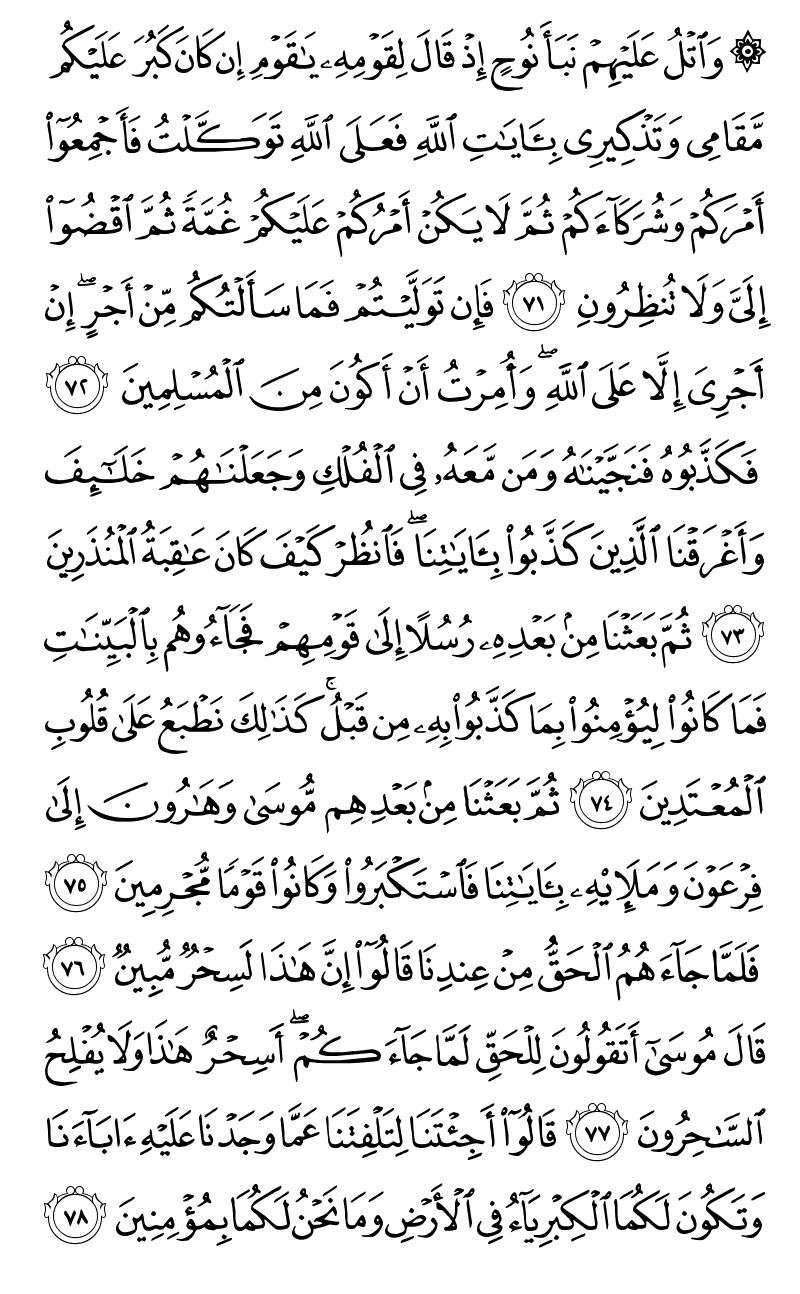 ۞ وَٱتۡلُ عَلَيۡهِمۡ نَبَأَ نُوحٍ إِذۡ قَالَ لِقَوۡمِهِۦ يَٰقَوۡمِ إِن كَانَ كَبُرَ عَلَيۡكُم
مَّقَامِي وَتَذۡكِيرِي بِـَٔايَٰتِ ٱللَّهِ فَعَلَى ٱللَّهِ تَوَكَّلۡتُ فَأَجۡمِعُوٓاْ
أَمۡرَكُمۡ وَشُرَكَآءَكُمۡ ثُمَّ لَا يَكُنۡ أَمۡرُكُمۡ عَلَيۡكُمۡ غُمَّةٗ ثُمَّ ٱقۡضُوٓاْ
إِلَيَّ وَلَا تُنظِرُونِ ٧١ فَإِن تَوَلَّيۡتُمۡ فَمَا سَأَلۡتُكُم مِّنۡ أَجۡرٍۖ إِنۡ
أَجۡرِيَ إِلَّا عَلَى ٱللَّهِۖ وَأُمِرۡتُ أَنۡ أَكُونَ مِنَ ٱلۡمُسۡلِمِينَ ٧٢
فَكَذَّبُوهُ فَنَجَّيۡنَٰهُ وَمَن مَّعَهُۥ فِي ٱلۡفُلۡكِ وَجَعَلۡنَٰهُمۡ خَلَٰٓئِفَ
وَأَغۡرَقۡنَا ٱلَّذِينَ كَذَّبُواْ بِـَٔايَٰتِنَاۖ فَٱنظُرۡ كَيۡفَ كَانَ عَٰقِبَةُ ٱلۡمُنذَرِينَ
٧٣ ثُمَّ بَعَثۡنَا مِنۢ بَعۡدِهِۦ رُسُلًا إِلَىٰ قَوۡمِهِمۡ فَجَآءُوهُم بِٱلۡبَيِّنَٰتِ
فَمَا كَانُواْ لِيُؤۡمِنُواْ بِمَا كَذَّبُواْ بِهِۦ مِن قَبۡلُۚ كَذَٰلِكَ نَطۡبَعُ عَلَىٰ قُلُوبِ
ٱلۡمُعۡتَدِينَ ٧٤ ثُمَّ بَعَثۡنَا مِنۢ بَعۡدِهِم مُّوسَىٰ وَهَٰرُونَ إِلَىٰ
فِرۡعَوۡنَ وَمَلَإِيْهِۦ بِـَٔايَٰتِنَا فَٱسۡتَكۡبَرُواْ وَكَانُواْ قَوۡمٗا مُّجۡرِمِينَ ٧٥
فَلَمَّا جَآءَهُمُ ٱلۡحَقُّ مِنۡ عِندِنَا قَالُوٓاْ إِنَّ هَٰذَا لَسِحۡرٞ مُّبِينٞ ٧٦
قَالَ مُوسَىٰٓ أَتَقُولُونَ لِلۡحَقِّ لَمَّا جَآءَكُمۡۖ أَسِحۡرٌ هَٰذَا وَلَا يُفۡلِحُ
ٱلسَّٰحِرُونَ ٧٧ قَالُوٓاْ أَجِئۡتَنَا لِتَلۡفِتَنَا عَمَّا وَجَدۡنَا عَلَيۡهِ ءَابَآءَنَا
وَتَكُونَ لَكُمَا ٱلۡكِبۡرِيَآءُ فِي ٱلۡأَرۡضِ وَمَا نَحۡنُ لَكُمَا بِمُؤۡمِنِينَ ٧٨